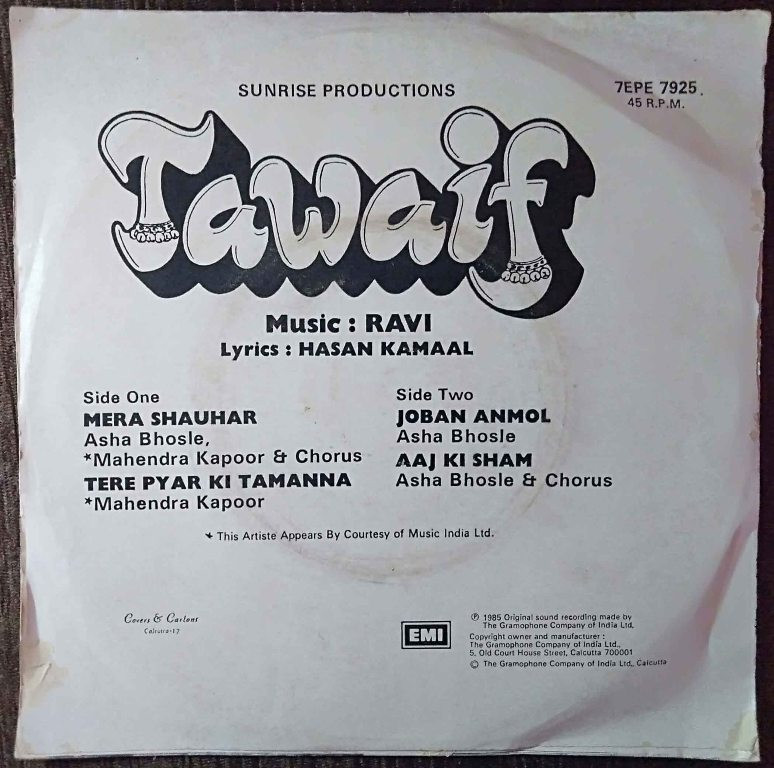 SUNRISE PRODUCTIONS
7EPE 7925
45 R.P.M.
Tawaif
Music : RAVI
Lyrics : HASAN KAMAAL
Side One
MERA SHAUHAR
Asha Bhosle,
*Mahendra Kapoor & Chorus
TERE PYAR KI TAMANNA
*Mahendra Kapoor
Side Two
JOBAN ANMOL
Asha Bhosle
AAJ KI SHAM
Asha Bhosle & Chorus
* This Artiste Appears By Courtesy of Music India Ltd.
Covers & Cartons
Calcutta-17
EMI
℗ 1985 Original sound recording made by
The Gramophone Company of India Ltd.
Copyright owner and manufacturer :
The Gramophone Company of India Ltd.,
5, Old Court House Street, Calcutta 700001
© The Gramophone Company of India Ltd., Calcutta